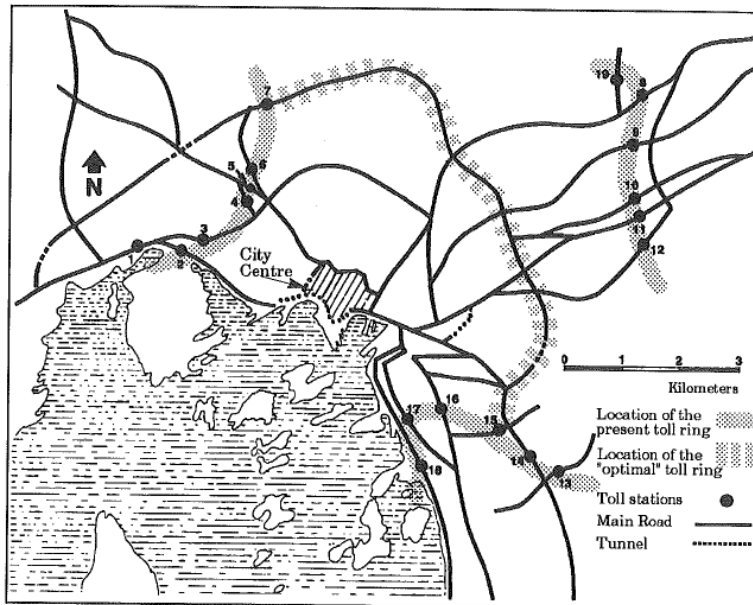 19
8
7
9
6
5
10
4
11
3
12
1
2
N
City
Centre
0 1 2 3
Kilometers
17
16
15
18
14
13
Location of the
present toll ring
Location of the
"optimal" toll ring
Toll stations
Main Road
Tunnel